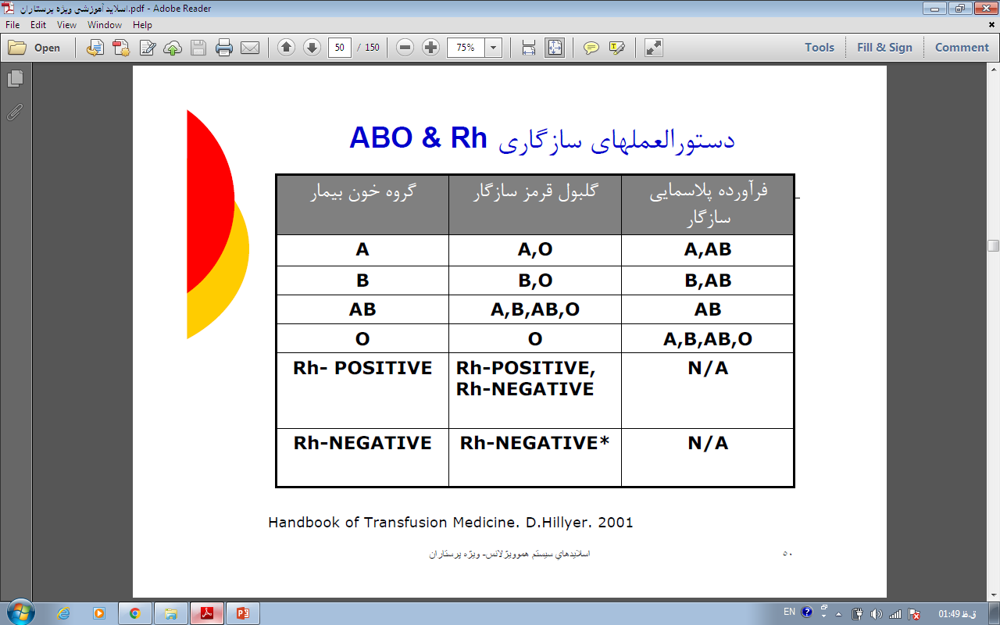 اسلاید آموزشی ویژه پرستاران.pdf - Adobe Reader
File Edit View Window Help
Open 50 / 150 75% Tools Fill & Sign Comment
دستورالعملهای سازگاری ABO & Rh
گروه خون بیمار گلبول قرمز سازگار فرآورده پلاسمایی
سازگار
A A,O A,AB
B B,O B,AB
AB A,B,AB,O AB
O O A,B,AB,O
Rh- POSITIVE Rh-POSITIVE, N/A
Rh-NEGATIVE
Rh-NEGATIVE Rh-NEGATIVE* N/A
Handbook of Transfusion Medicine. D.Hillyer. 2001
اسلایدهاي سیستم هموویژلانس- ویژه پرستاران
۵۰
EN 01:49 ق.ظ